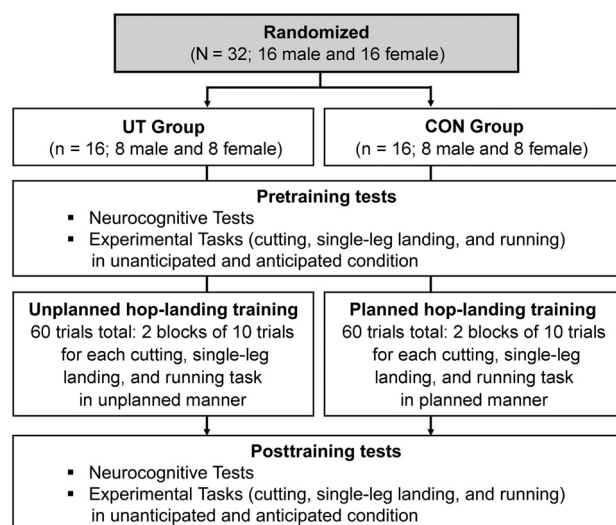 Randomized
(N = 32; 16 male and 16 female)
UT Group
(n = 16; 8 male and 8 female)
CON Group
(n = 16; 8 male and 8 female)
Pretraining tests
▪ Neurocognitive Tests
▪ Experimental Tasks (cutting, single-leg landing, and running)
in unanticipated and anticipated condition
Unplanned hop-landing training
60 trials total: 2 blocks of 10 trials
for each cutting, single-leg
landing, and running task
in unplanned manner
Planned hop-landing training
60 trials total: 2 blocks of 10 trials
for each cutting, single-leg
landing, and running task
in planned manner
Posttraining tests
▪ Neurocognitive Tests
▪ Experimental Tasks (cutting, single-leg landing, and running)
in unanticipated and anticipated condition